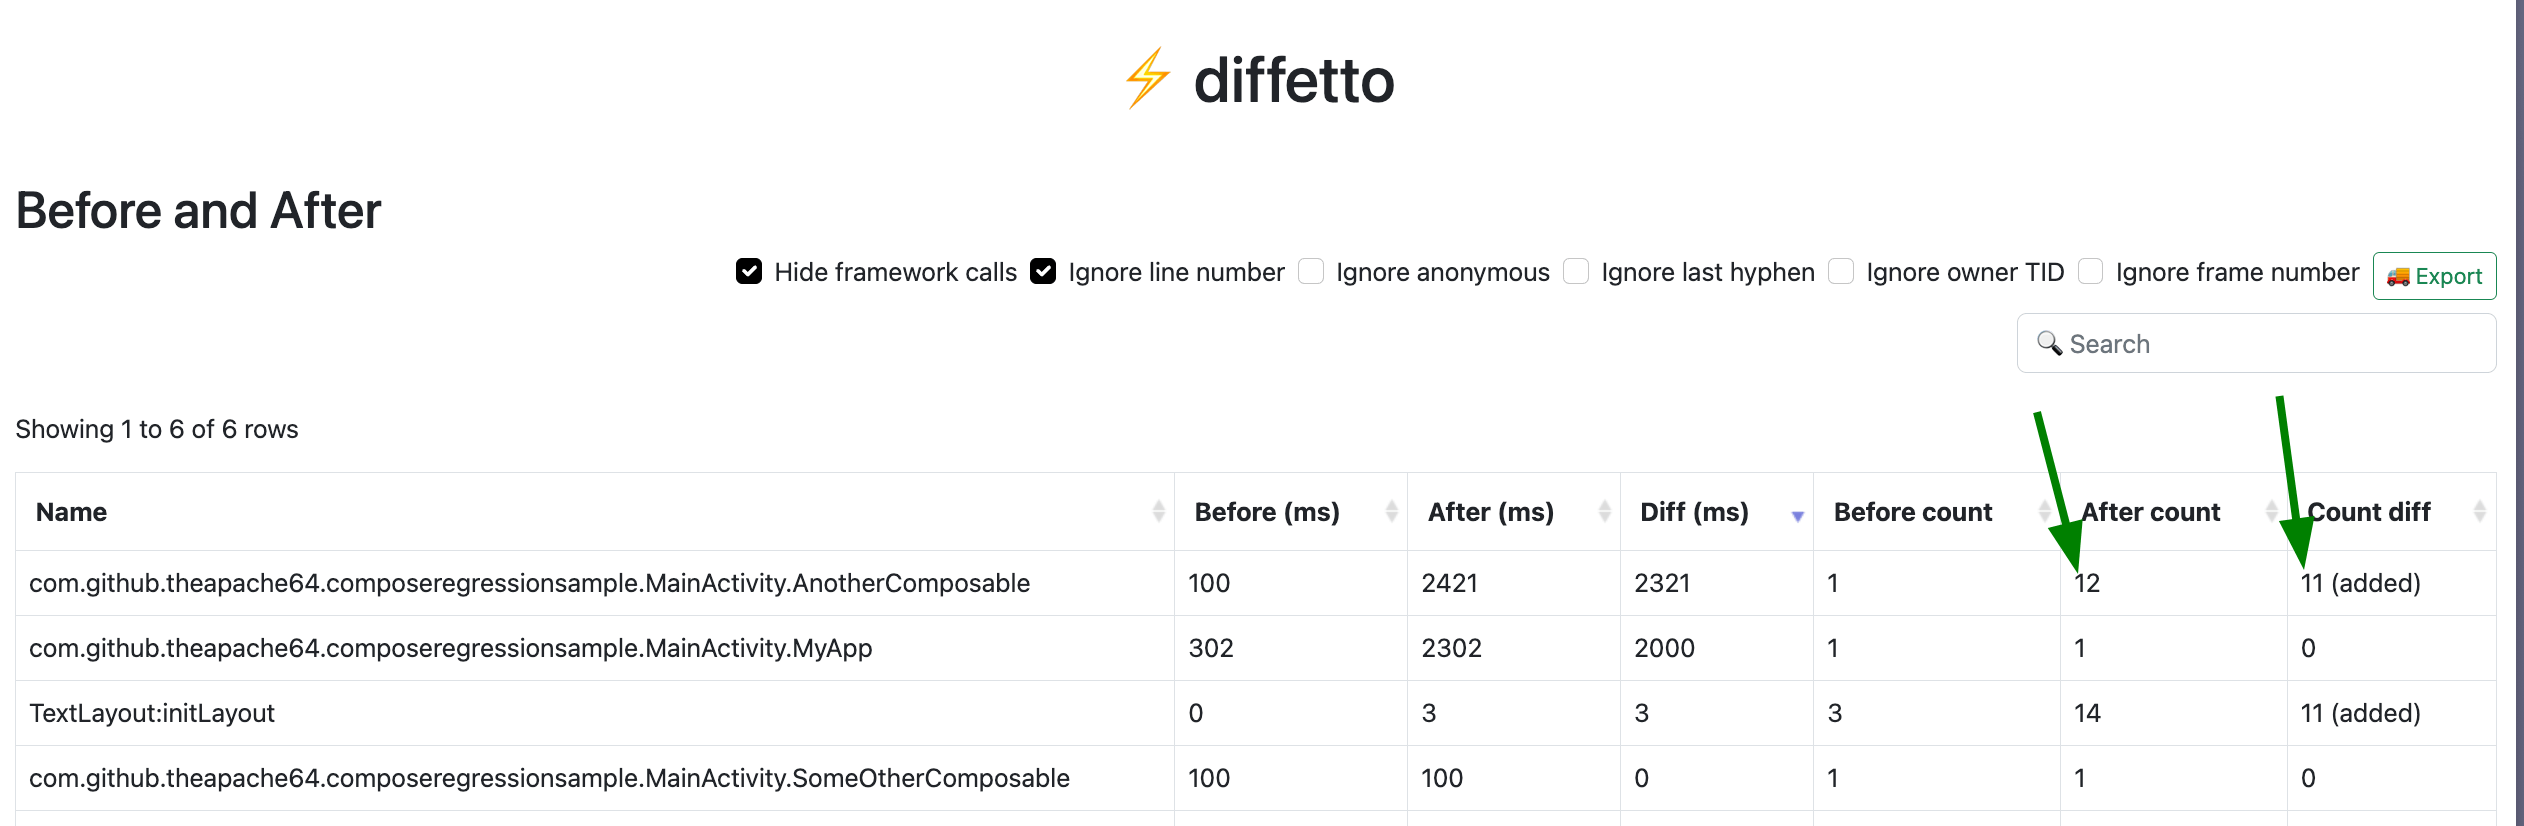 ⚡ diffetto
Before and After
Hide framework calls Ignore line number Ignore anonymous Ignore last hyphen Ignore owner TID Ignore frame number 🚚 Export
🔍 Search
Showing 1 to 6 of 6 rows
Name Before (ms) After (ms) Diff (ms) Before count After count Count diff
com.github.theapache64.composeregressionsample.MainActivity.AnotherComposable 100 2421 2321 1 12 11 (added)
com.github.theapache64.composeregressionsample.MainActivity.MyApp 302 2302 2000 1 1 0
TextLayout:initLayout 0 3 3 3 14 11 (added)
com.github.theapache64.composeregressionsample.MainActivity.SomeOtherComposable 100 100 0 1 1 0